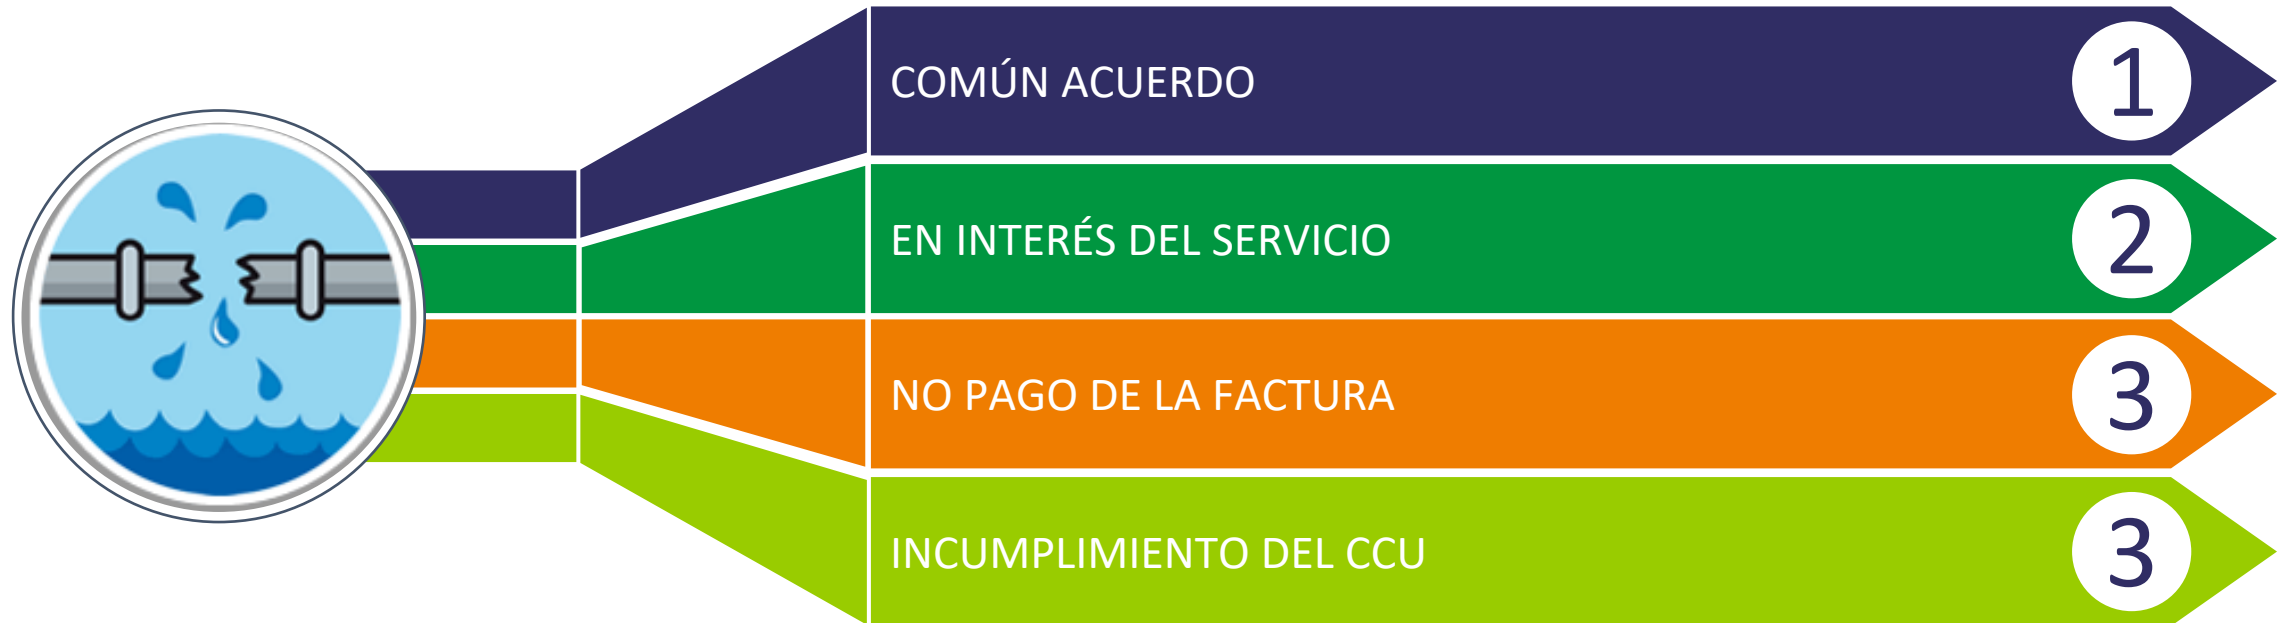 COMÚN ACUERDO 1
EN INTERÉS DEL SERVICIO 2
NO PAGO DE LA FACTURA 3
INCUMPLIMIENTO DEL CCU 3